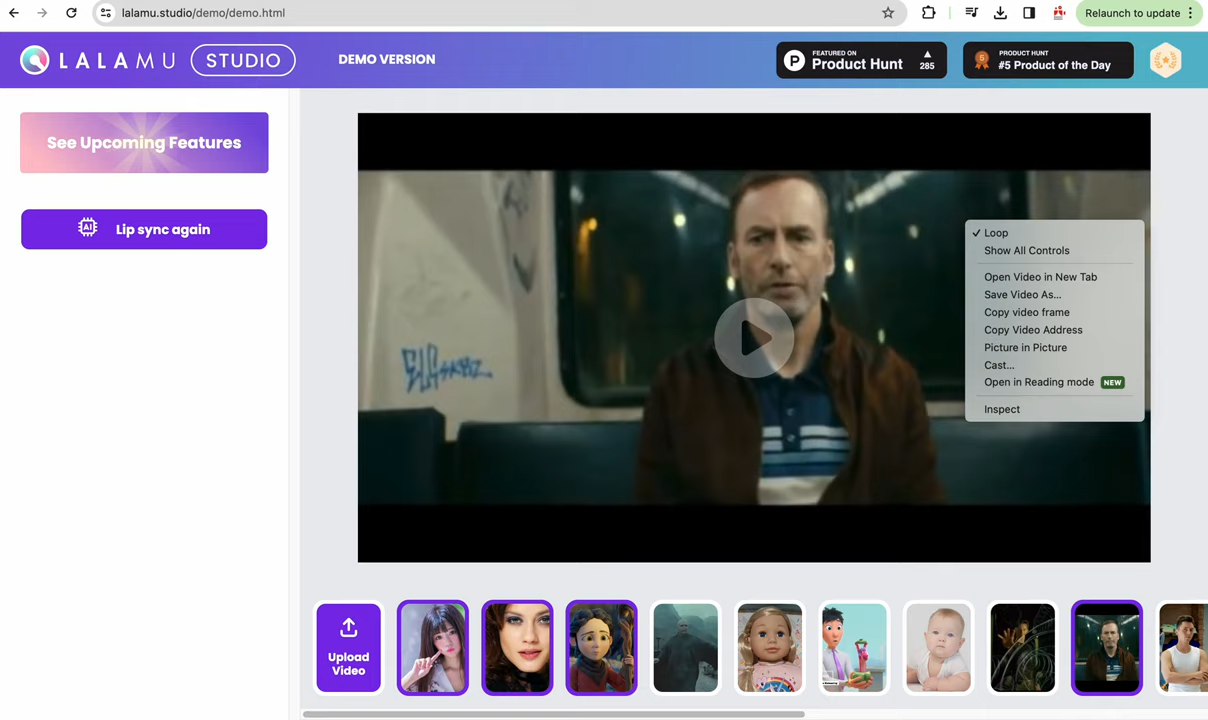 lalamu.studio/demo/demo.html
Relaunch to update
LALAMU STUDIO
DEMO VERSION
P FEATURED ON
Product Hunt
▲
285
5 PRODUCT HUNT
#5 Product of the Day
See Upcoming Features
AI Lip sync again
✓ Loop
Show All Controls
Open Video in New Tab
Save Video As...
Copy video frame
Copy Video Address
Picture in Picture
Cast...
Open in Reading mode NEW
Inspect
Upload
Video